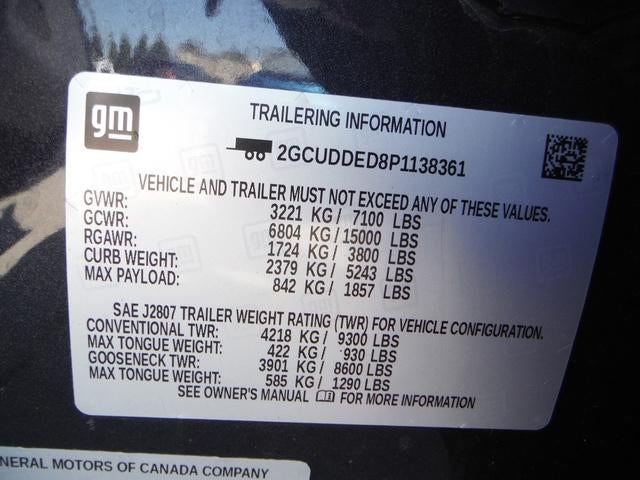 gm
TRAILERING INFORMATION
2GCUDDED8P1138361
VEHICLE AND TRAILER MUST NOT EXCEED ANY OF THESE VALUES.
GVWR: 3221 KG/ 7100 LBS
GCWR: 6804 KG/15000 LBS
RGAWR: 1724 KG/ 3800 LBS
CURB WEIGHT: 2379 KG/ 5243 LBS
MAX PAYLOAD: 842 KG/ 1857 LBS
SAE J2807 TRAILER WEIGHT RATING (TWR) FOR VEHICLE CONFIGURATION.
CONVENTIONAL TWR: 4218 KG/ 9300 LBS
MAX TONGUE WEIGHT: 422 KG/ 930 LBS
GOOSENECK TWR: 3901 KG/ 8600 LBS
MAX TONGUE WEIGHT: 585 KG/ 1290 LBS
SEE OWNER'S MANUAL FOR MORE INFORMATION
NERAL MOTORS OF CANADA COMPANY